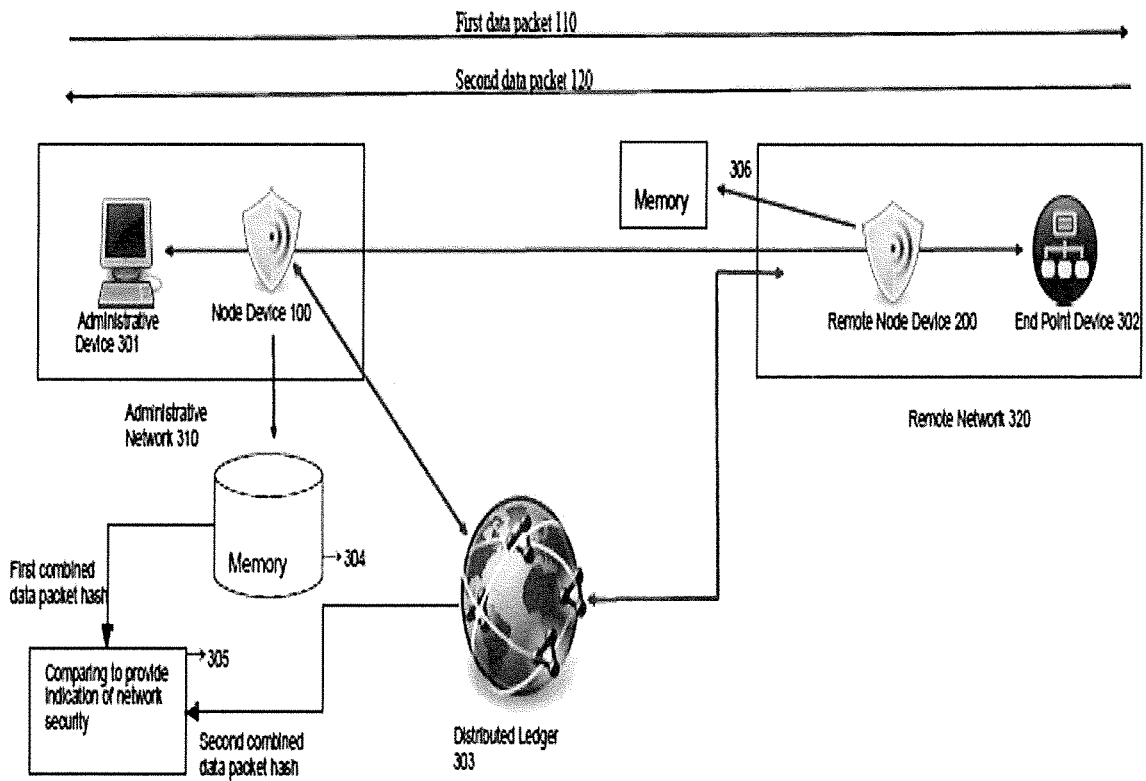 First data packet 110
Second data packet 120
306
Memory
Administrative
Device 301
Node Device 100
Remote Node Device 200
End Point Device 302
Administrative
Network 310
Remote Network 320
Memory
304
First combined
data packet hash
305
Comparing to provide
indication of network
security
Second combined
data packet hash
Distributed Ledger
303